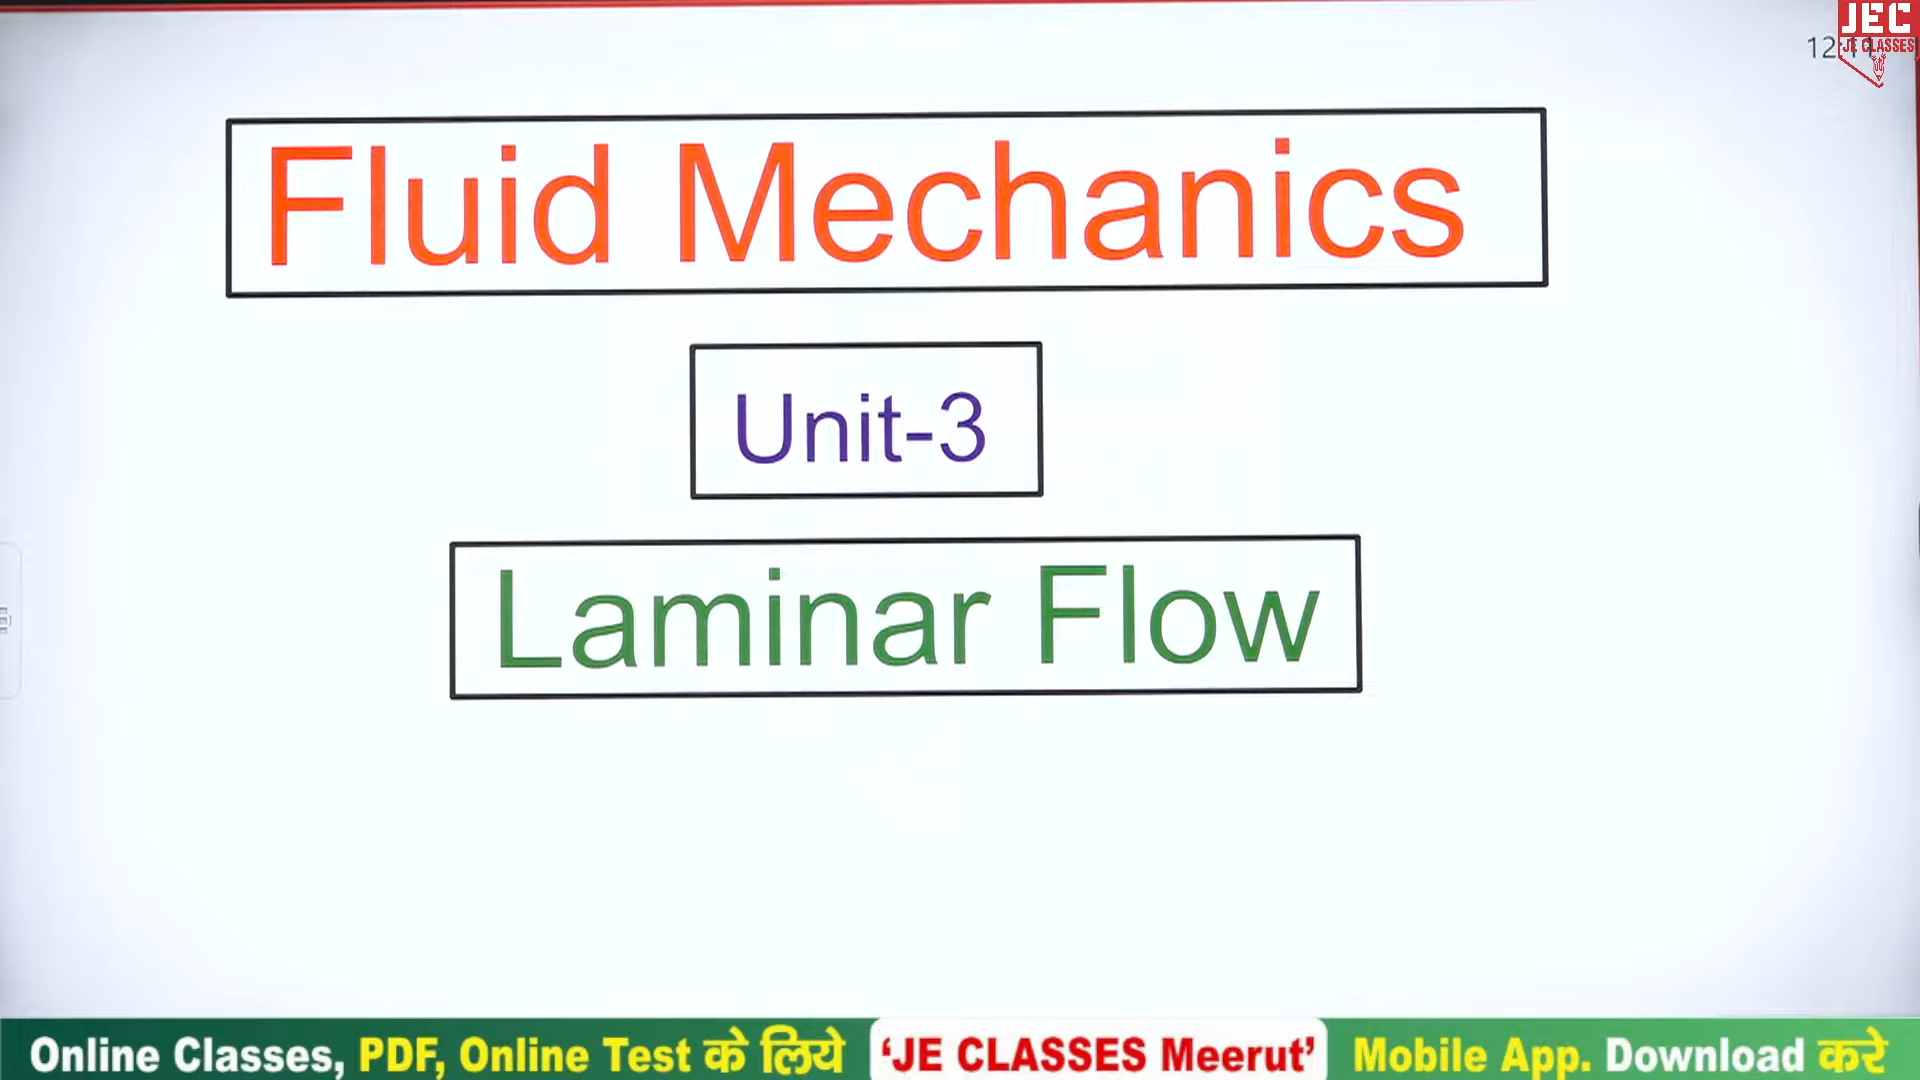 JEC
JE CLASSES
Fluid Mechanics
Unit-3
Laminar Flow
Online Classes, PDF, Online Test के लिये 'JE CLASSES Meerut' Mobile App. Download करे